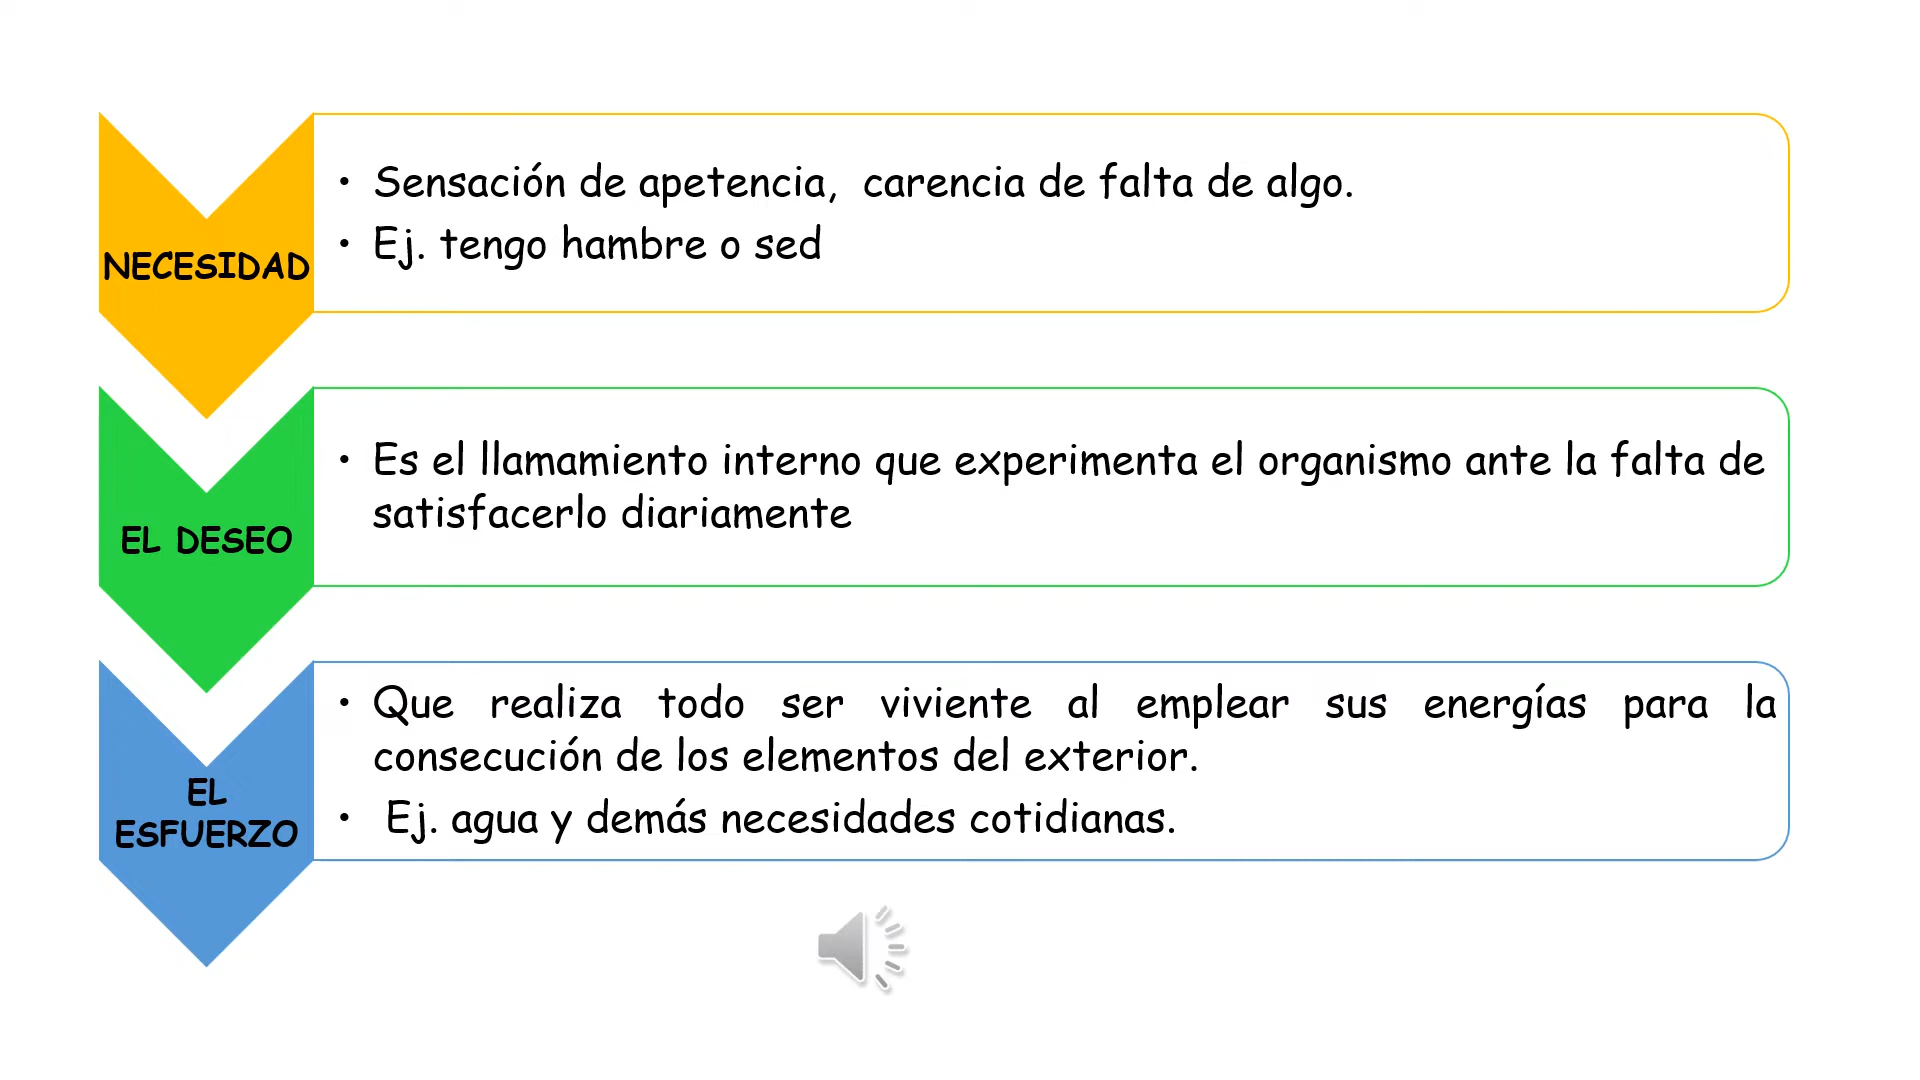 NECESIDAD
• Sensación de apetencia,  carencia de falta de algo.
• Ej. tengo hambre o sed
EL DESEO
• Es el llamamiento interno que experimenta el organismo ante la falta de
satisfacerlo diariamente
EL
ESFUERZO
• Que realiza todo ser viviente al emplear sus energías para la
consecución de los elementos del exterior.
• Ej. agua y demás necesidades cotidianas.